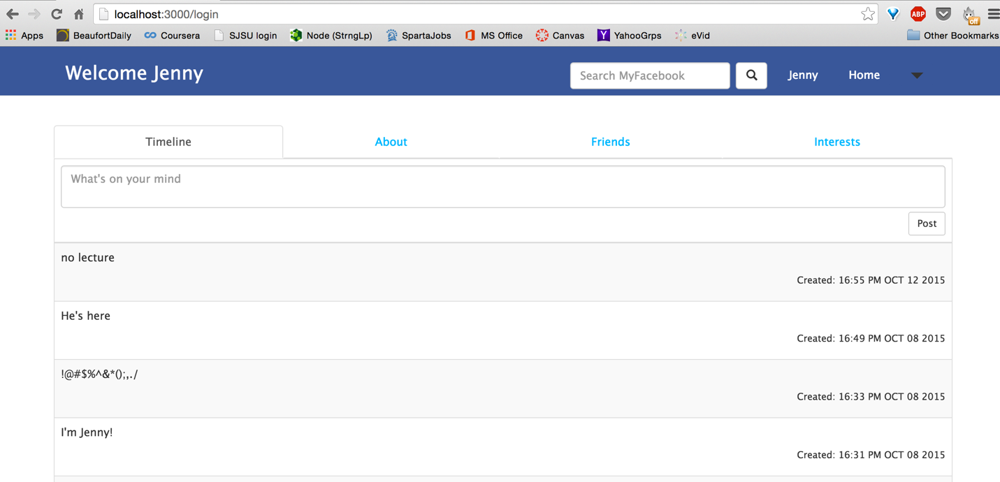 localhost:3000/login
ABP
off
Apps BeaufortDaily Coursera SJSU login Node (StrngLp) SpartaJobs MS Office Canvas Y YahooGrps eVid Other Bookmarks
Welcome Jenny Search MyFacebook Jenny Home
Timeline About Friends Interests
What's on your mind
Post
no lecture
Created: 16:55 PM OCT 12 2015
He's here
Created: 16:49 PM OCT 08 2015
!@#$%^&*();,./
Created: 16:33 PM OCT 08 2015
I'm Jenny!
Created: 16:31 PM OCT 08 2015